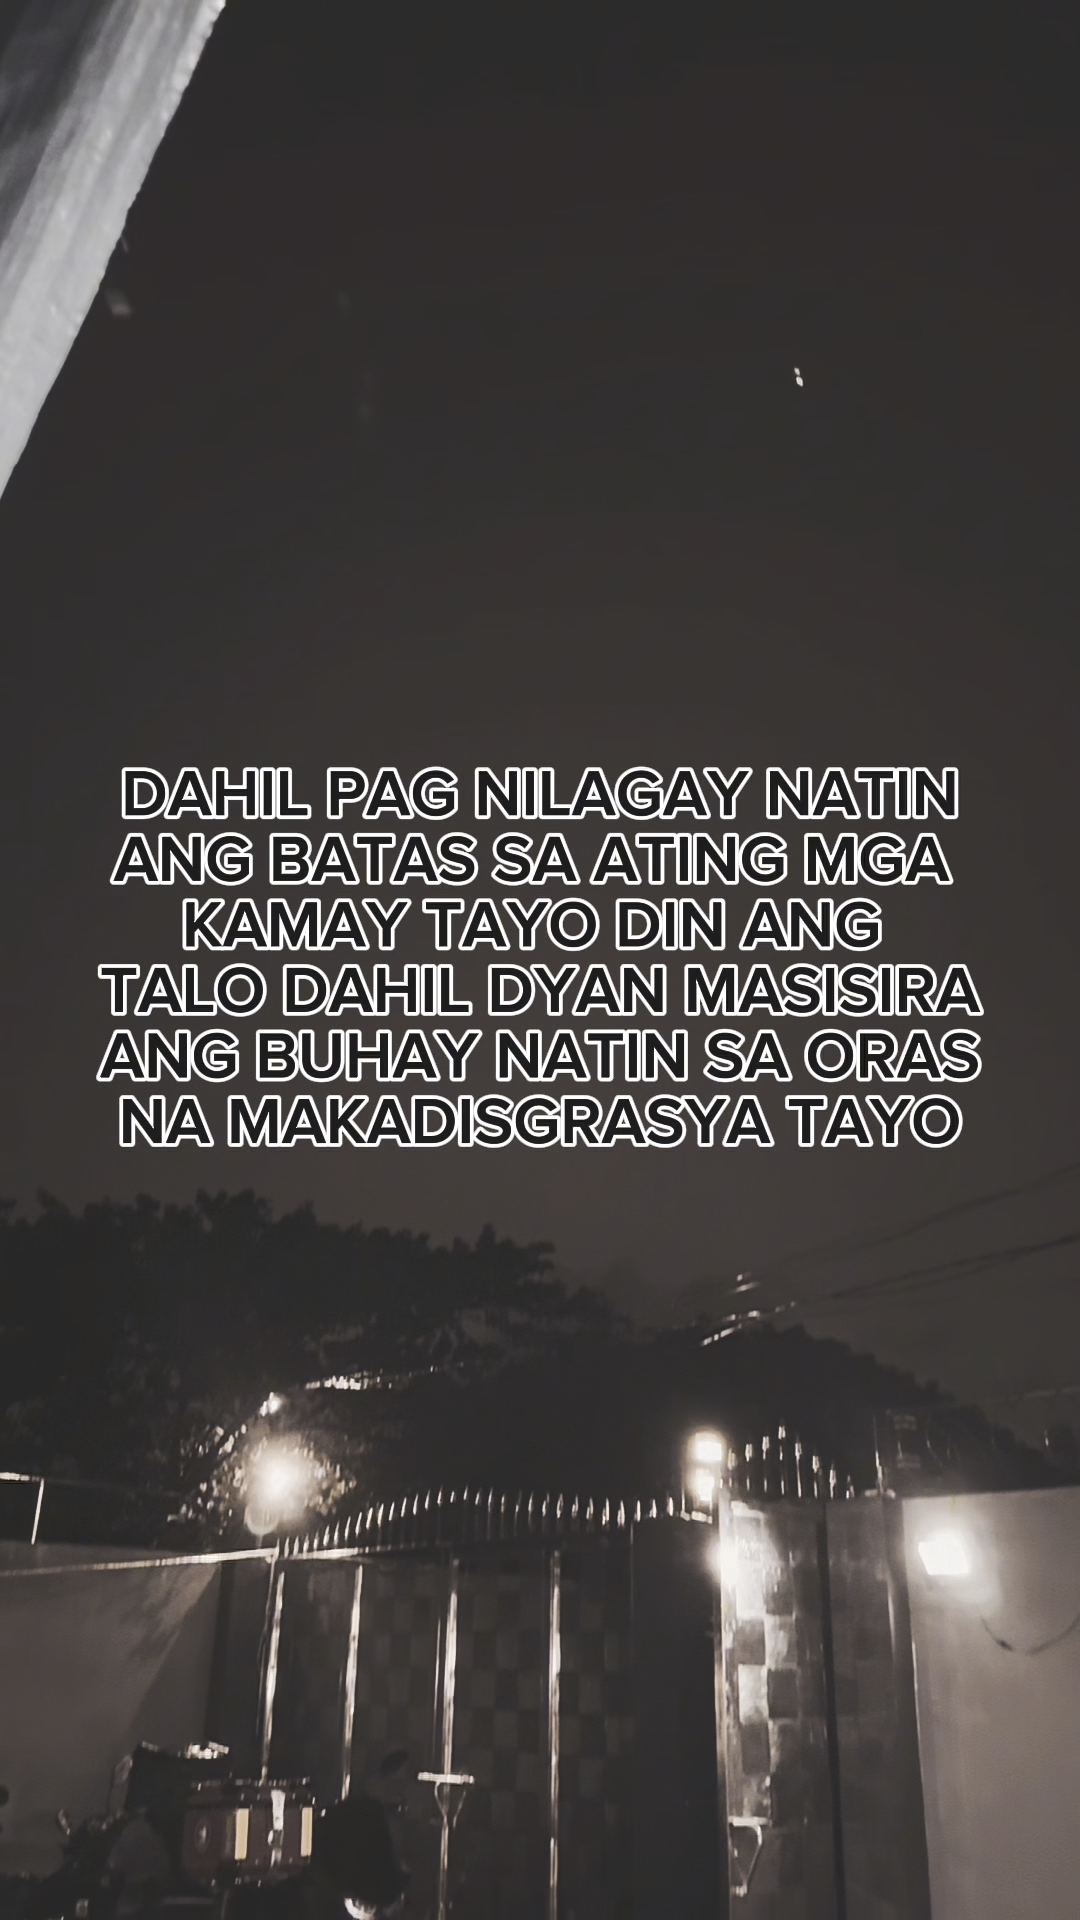 DAHIL PAG NILAGAY NATIN
ANG BATAS SA ATING MGA
KAMAY TAYO DIN ANG
TALO DAHIL DYAN MASISIRA
ANG BUHAY NATIN SA ORAS
NA MAKADISGRASYA TAYO